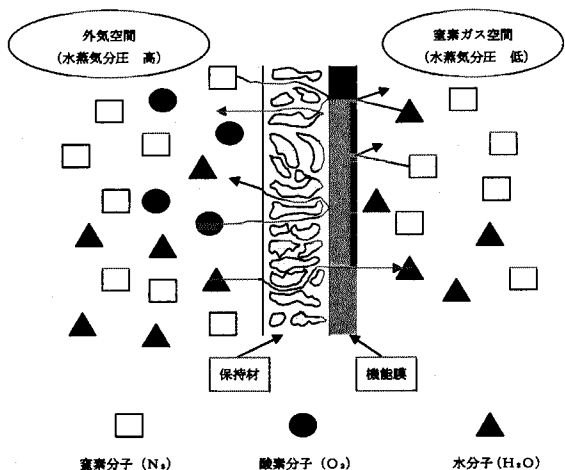 外気空間
(水蒸気分圧 高)
窒素ガス空間
(水蒸気分圧 低)
保持材
機能膜
窒素分子(N₂)
酸素分子(O₂)
水分子(H₂O)